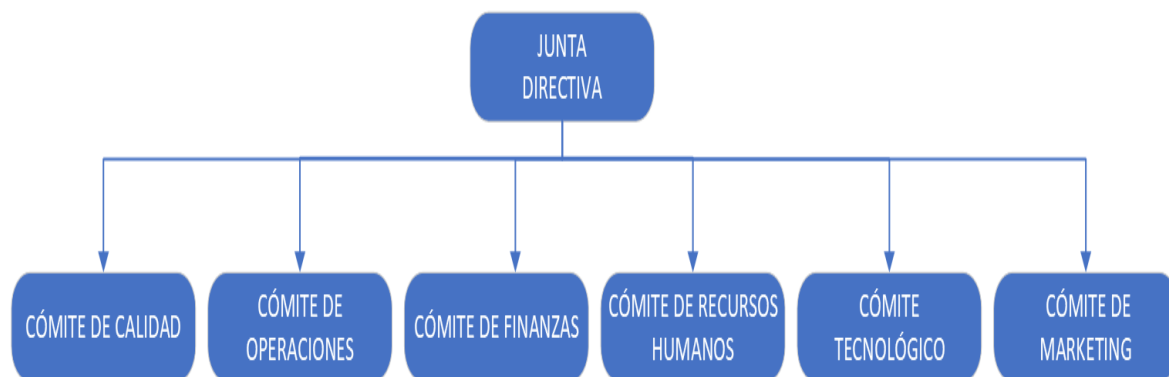 JUNTA
DIRECTIVA
CÓMITE DE CALIDAD
CÓMITE DE
OPERACIONES
CÓMITE DE FINANZAS
CÓMITE DE RECURSOS
HUMANOS
CÓMITE
TECNOLÓGICO
CÓMITE DE
MARKETING